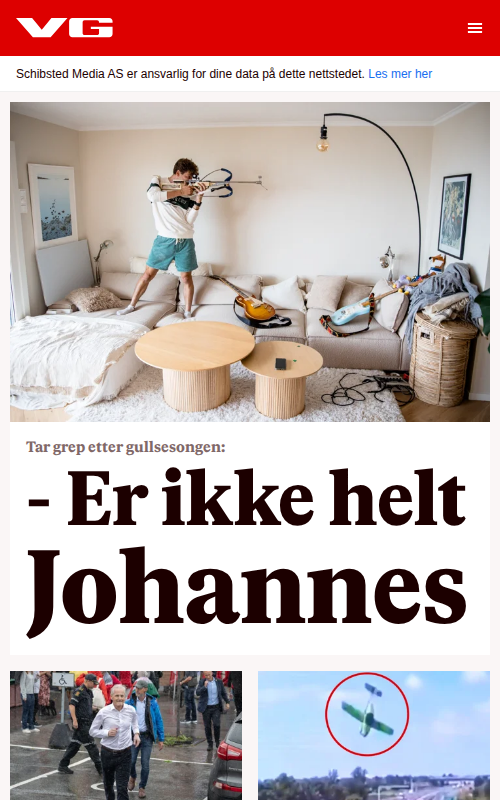 VG
Schibsted Media AS er ansvarlig for dine data på dette nettstedet. Les mer her
Tar grep etter gullsesongen:
- Er ikke helt
Johannes